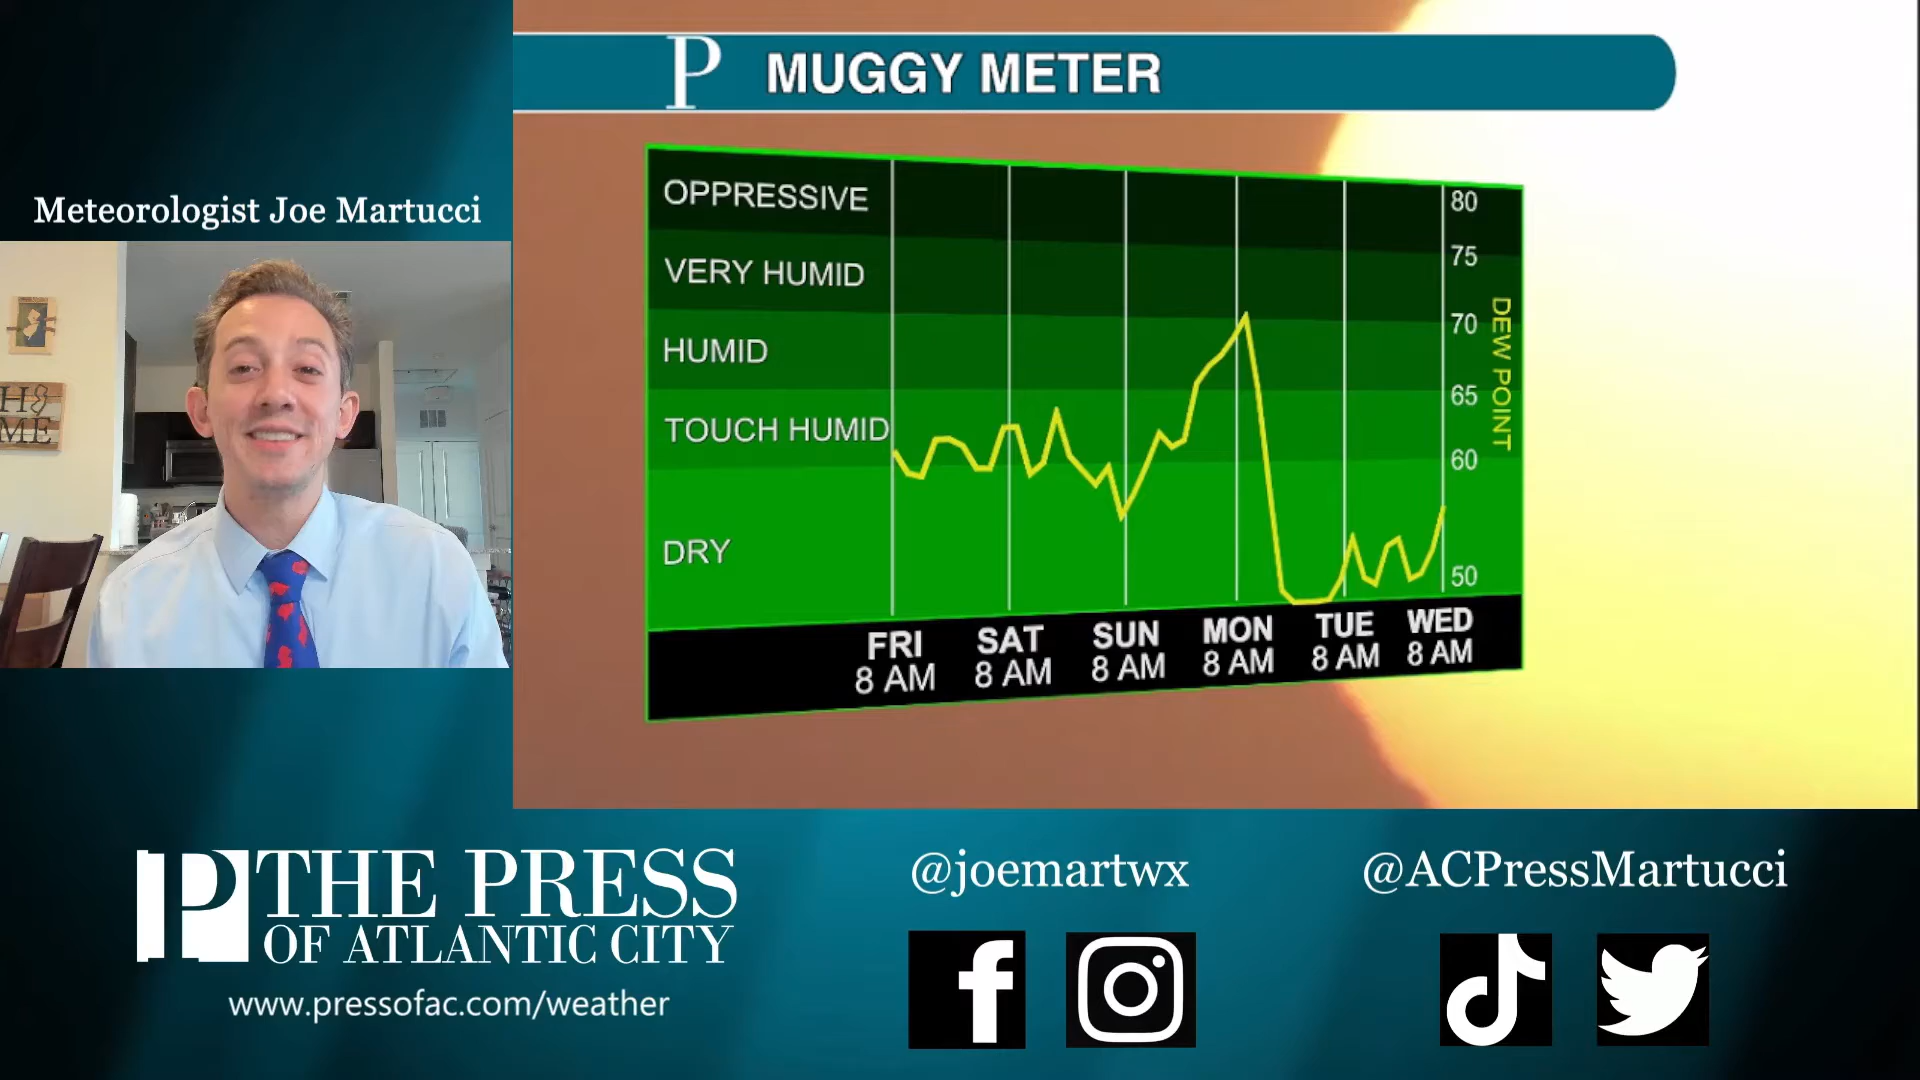 P MUGGY METER
Meteorologist Joe Martucci
OPPRESSIVE
VERY HUMID
HUMID
TOUCH HUMID
DRY
80
75
70
65
60
50
DEW POINT
FRI SAT SUN MON TUE WED
8 AM 8 AM 8 AM 8 AM 8 AM 8 AM
H
ME
P THE PRESS
OF ATLANTIC CITY
www.pressofac.com/weather
@joemartwx
@ACPressMartucci